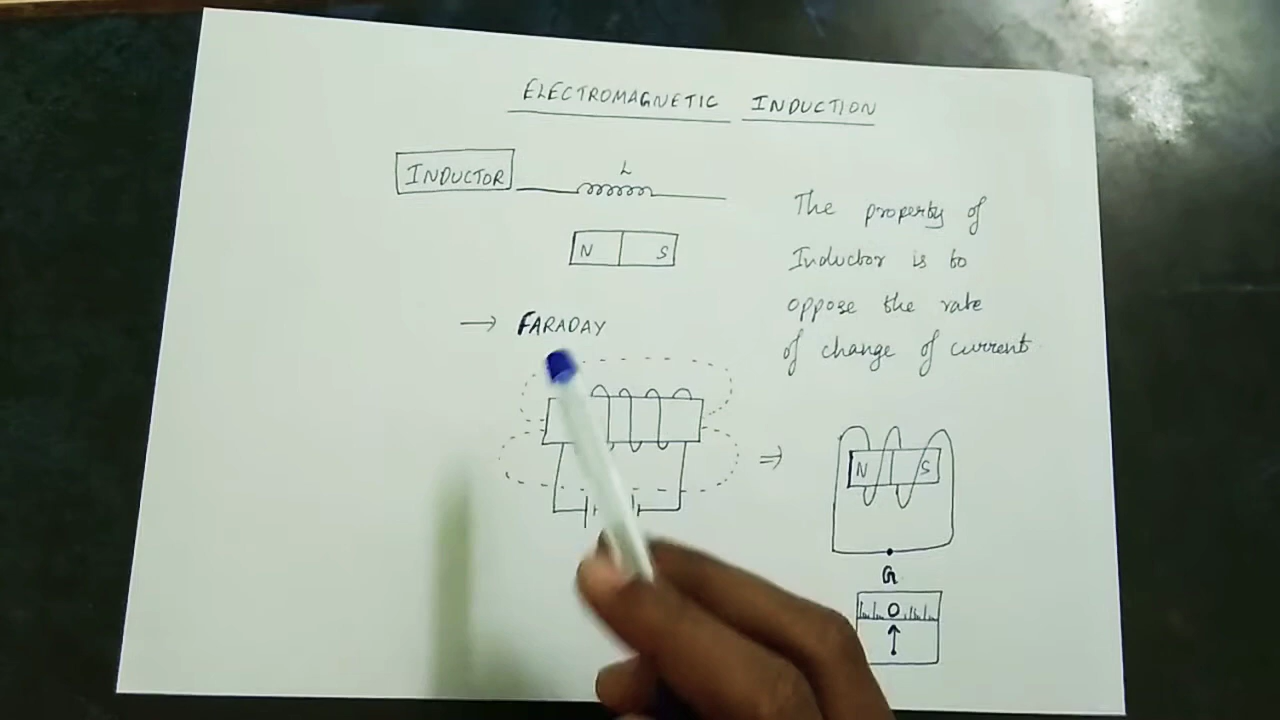 ELECTROMAGNETIC INDUCTION
INDUCTOR
L
N S
The property of
Inductor is to
oppose the rate
of change of current
→ FARADAY
⇒
N S
G
0